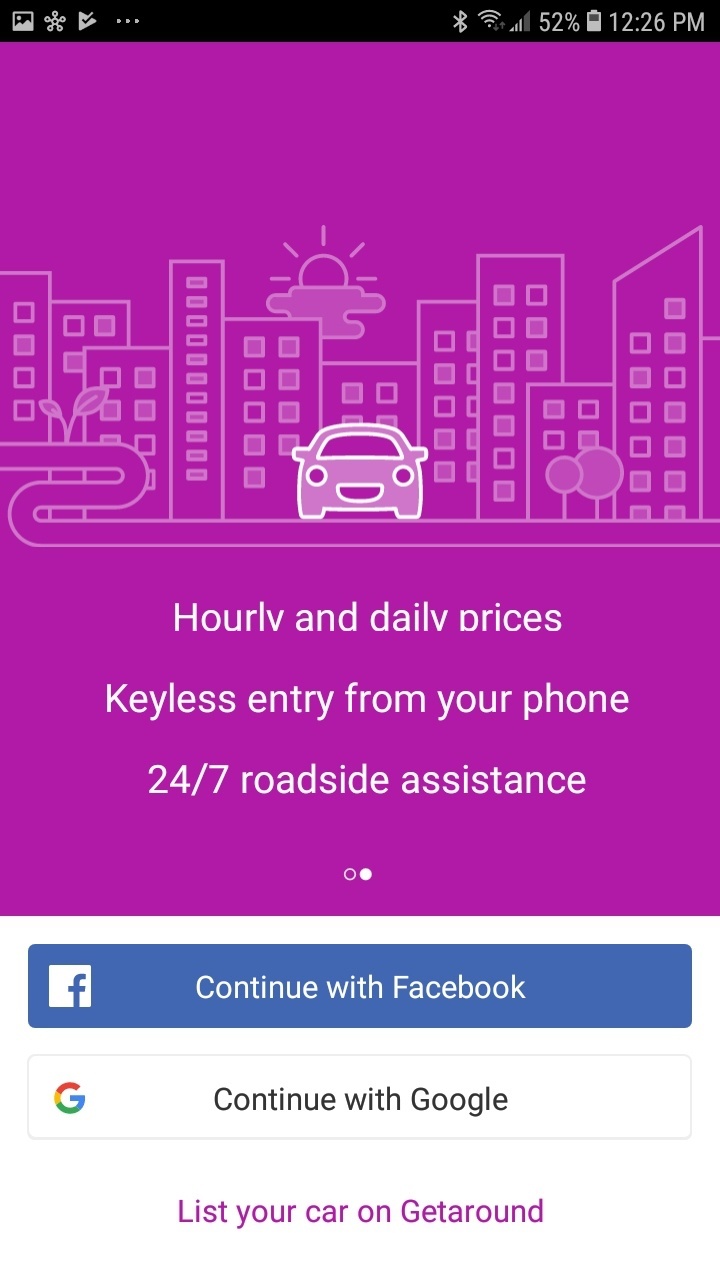 52% 12:26 PM
Hourly and daily prices
Keyless entry from your phone
24/7 roadside assistance
Continue with Facebook
Continue with Google
List your car on Getaround